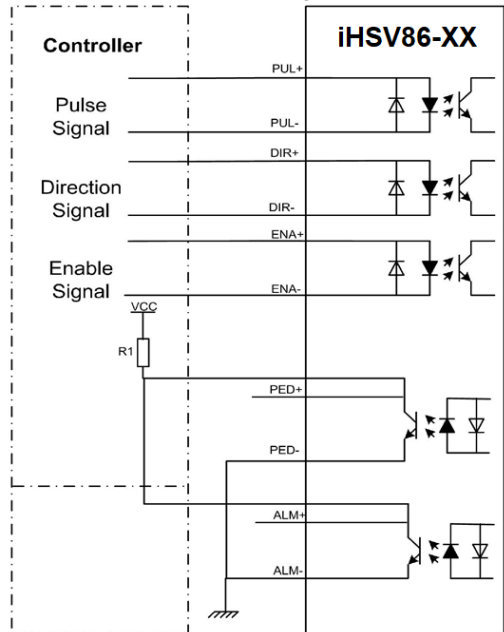 Controller
iHSV86-XX
PUL+
Pulse
Signal
PUL-
DIR+
Direction
Signal
DIR-
ENA+
Enable
Signal
ENA-
VCC
R1
PED+
PED-
ALM+
ALM-